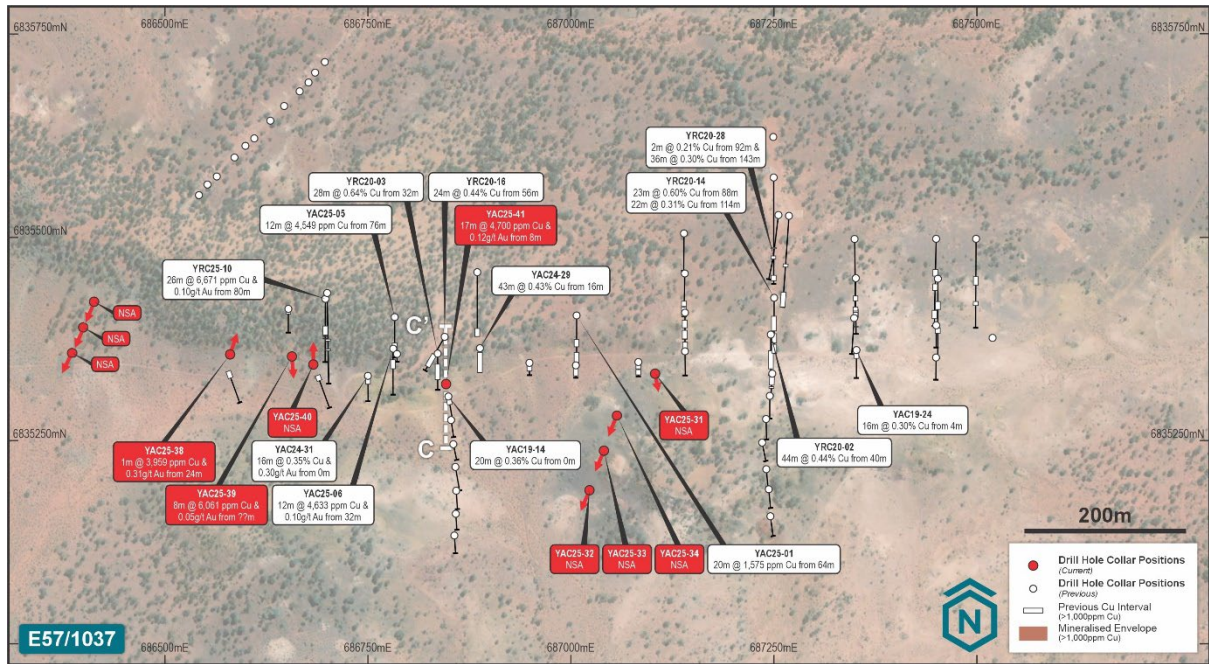 686500mE
686750mE
687000mE
687250mE
687500mE
6835750mN
6835750mN
YRC20-28
2m @ 0.21% Cu from 92m &
36m @ 0.30% Cu from 143m
YRC20-03
28m @ 0.64% Cu from 32m
YRC20-16
24m @ 0.44% Cu from 56m
YRC20-14
23m @ 0.60% Cu from 88m
22m @ 0.31% Cu from 114m
YAC25-05
12m @ 4,549 ppm Cu from 76m
YAC25-41
17m @ 4,700 ppm Cu &
0.12g/t Au from 8m
6835500mN
6835500mN
YRC25-10
26m @ 6,671 ppm Cu &
0.10g/t Au from 80m
YAC24-29
43m @ 0.43% Cu from 16m
NSA
NSA
NSA
C'
C
YAC25-40
NSA
YAC25-31
NSA
YAC19-24
16m @ 0.30% Cu from 4m
6835250mN
6835250mN
YAC25-38
1m @ 3,959 ppm Cu &
0.31g/t Au from 24m
YAC24-31
16m @ 0.35% Cu &
0.30g/t Au from 0m
YAC19-14
20m @ 0.36% Cu from 0m
YRC20-02
44m @ 0.44% Cu from 40m
YAC25-39
8m @ 6,061 ppm Cu &
0.05g/t Au from ??m
YAC25-06
12m @ 4,633 ppm Cu &
0.10g/t Au from 32m
YAC25-32
NSA
YAC25-33
NSA
YAC25-34
NSA
YAC25-01
20m @ 1,575 ppm Cu from 64m
200m
Drill Hole Collar Positions
(Current)
Drill Hole Collar Positions
(Previous)
Previous Cu Interval
(>1,000ppm Cu)
Mineralised Envelope
(>1,000ppm Cu)
N
E57/1037
686500mE
686750mE
687000mE
687250mE
687500mE